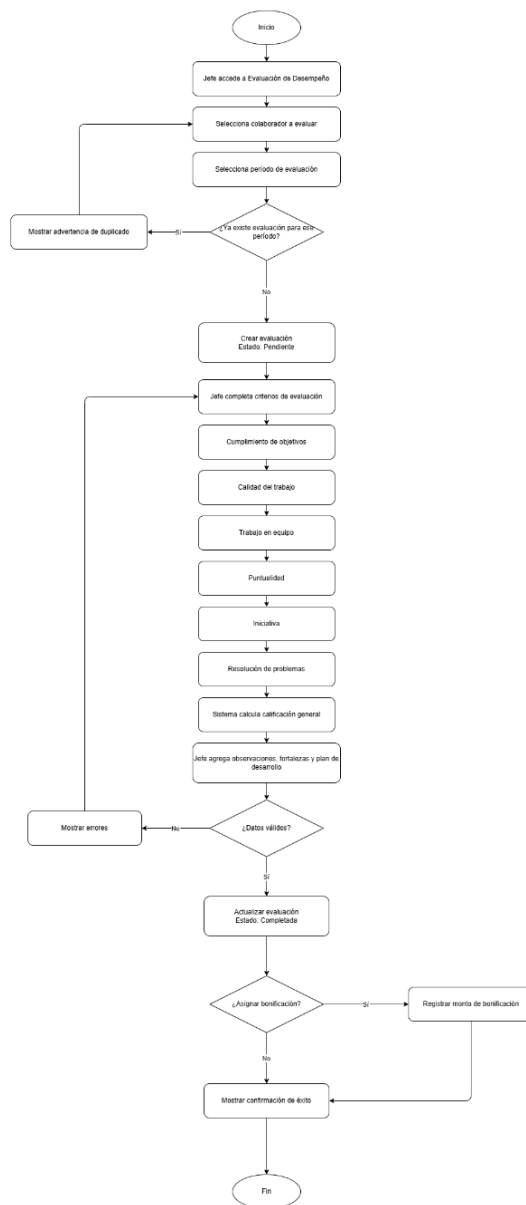 Inicio
Jefe accede a Evaluación de Desempeño
Selecciona colaborador a evaluar
Selecciona período de evaluación
¿Ya existe evaluación para ese
período?
Sí
Mostrar advertencia de duplicado
No
Crear evaluación
Estado: Pendiente
Jefe completa criterios de evaluación
Cumplimiento de objetivos
Calidad del trabajo
Trabajo en equipo
Puntualidad
Iniciativa
Resolución de problemas
Sistema calcula calificación general
Jefe agrega observaciones, fortalezas y plan de
desarrollo
¿Datos válidos?
No
Mostrar errores
Sí
Actualizar evaluación
Estado: Completada
¿Asignar bonificación?
Sí
Registrar monto de bonificación
No
Mostrar confirmación de éxito
Fin